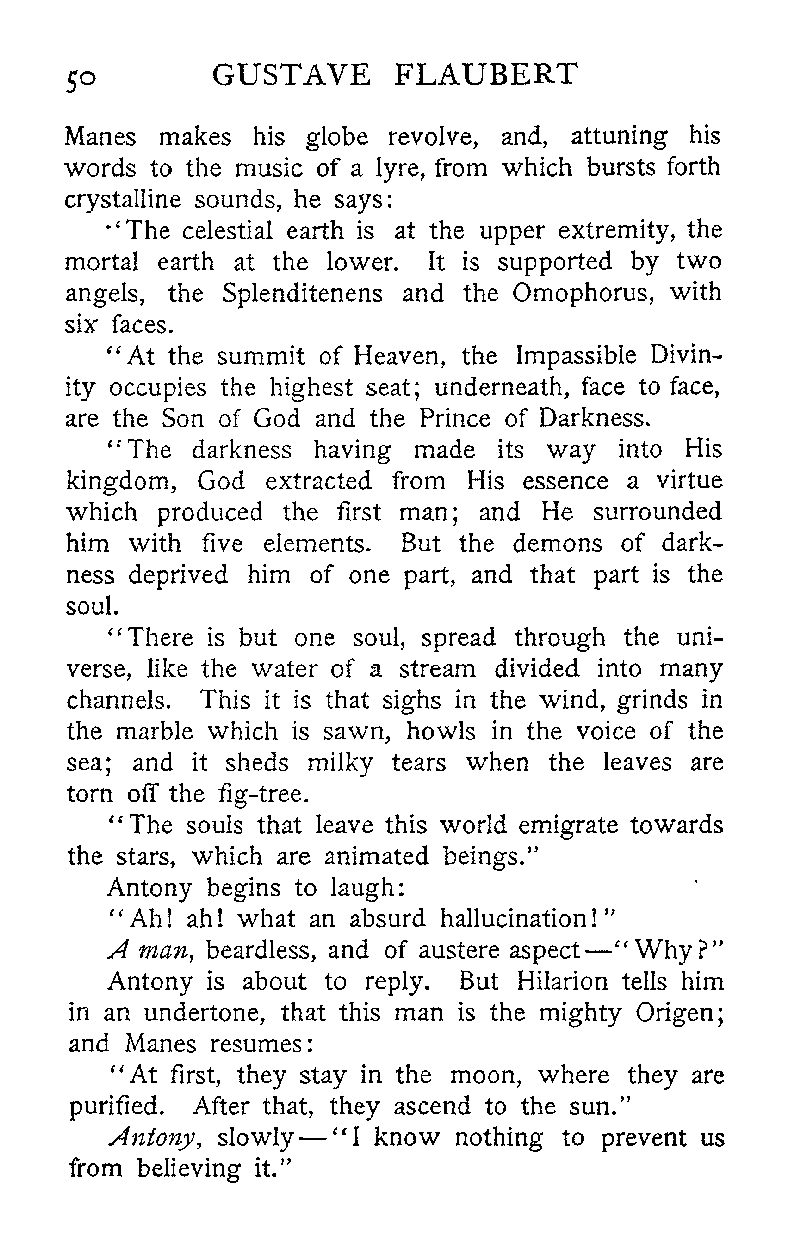 50 GUSTAVE FLAUBERT
Manes makes his globe revolve, and, attuning his
words to the music of a lyre, from which bursts forth
crystalline sounds, he says:
"The celestial earth is at the upper extremity, the
mortal earth at the lower. It is supported by two
angels, the Splenditenens and the Omophorus, with
six faces.
"At the summit of Heaven, the Impassible Divin-
ity occupies the highest seat; underneath, face to face,
are the Son of God and the Prince of Darkness.
"The darkness having made its way into His
kingdom, God extracted from His essence a virtue
which produced the first man; and He surrounded
him with five elements. But the demons of dark-
ness deprived him of one part, and that part is the
soul.
"There is but one soul, spread through the uni-
verse, like the water of a stream divided into many
channels. This it is that sighs in the wind, grinds in
the marble which is sawn, howls in the voice of the
sea; and it sheds milky tears when the leaves are
torn off the fig-tree.
"The souls that leave this world emigrate towards
the stars, which are animated beings."
Antony begins to laugh:
"Ah! ah! what an absurd hallucination!"
A man, beardless, and of austere aspect—"Why?"
Antony is about to reply. But Hilarion tells him
in an undertone, that this man is the mighty Origen;
and Manes resumes:
"At first, they stay in the moon, where they are
purified. After that, they ascend to the sun."
Antony, slowly—"I know nothing to prevent us
from believing it."